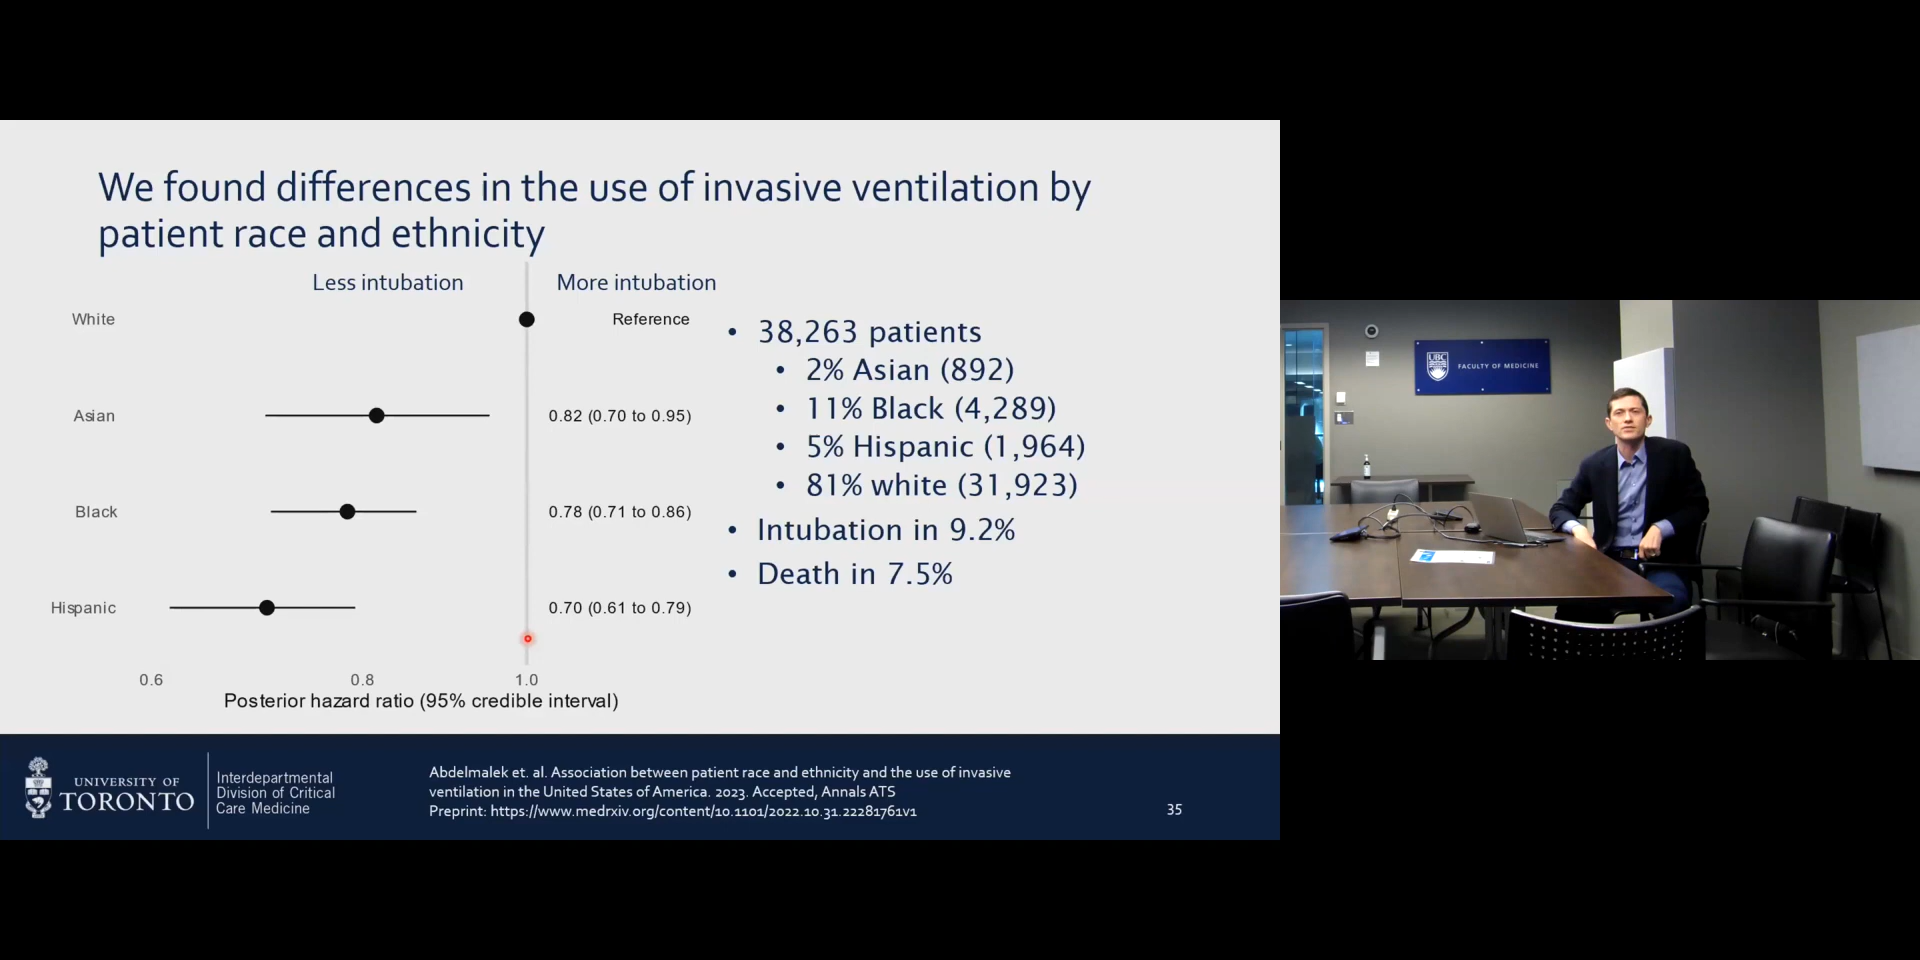 We found differences in the use of invasive ventilation by
patient race and ethnicity
Less intubation
More intubation
White
Reference
Asian
0.82 (0.70 to 0.95)
Black
0.78 (0.71 to 0.86)
Hispanic
0.70 (0.61 to 0.79)
0.6
0.8
1.0
Posterior hazard ratio (95% credible interval)
• 38,263 patients
• 2% Asian (892)
• 11% Black (4,289)
• 5% Hispanic (1,964)
• 81% white (31,923)
• Intubation in 9.2%
• Death in 7.5%
UNIVERSITY OF
TORONTO
Interdepartmental
Division of Critical
Care Medicine
Abdelmalek et. al. Association between patient race and ethnicity and the use of invasive
ventilation in the United States of America. 2023. Accepted, Annals ATS
Preprint: https://www.medrxiv.org/content/10.1101/2022.10.31.22281761v1
35
UBC
FACULTY OF MEDICINE